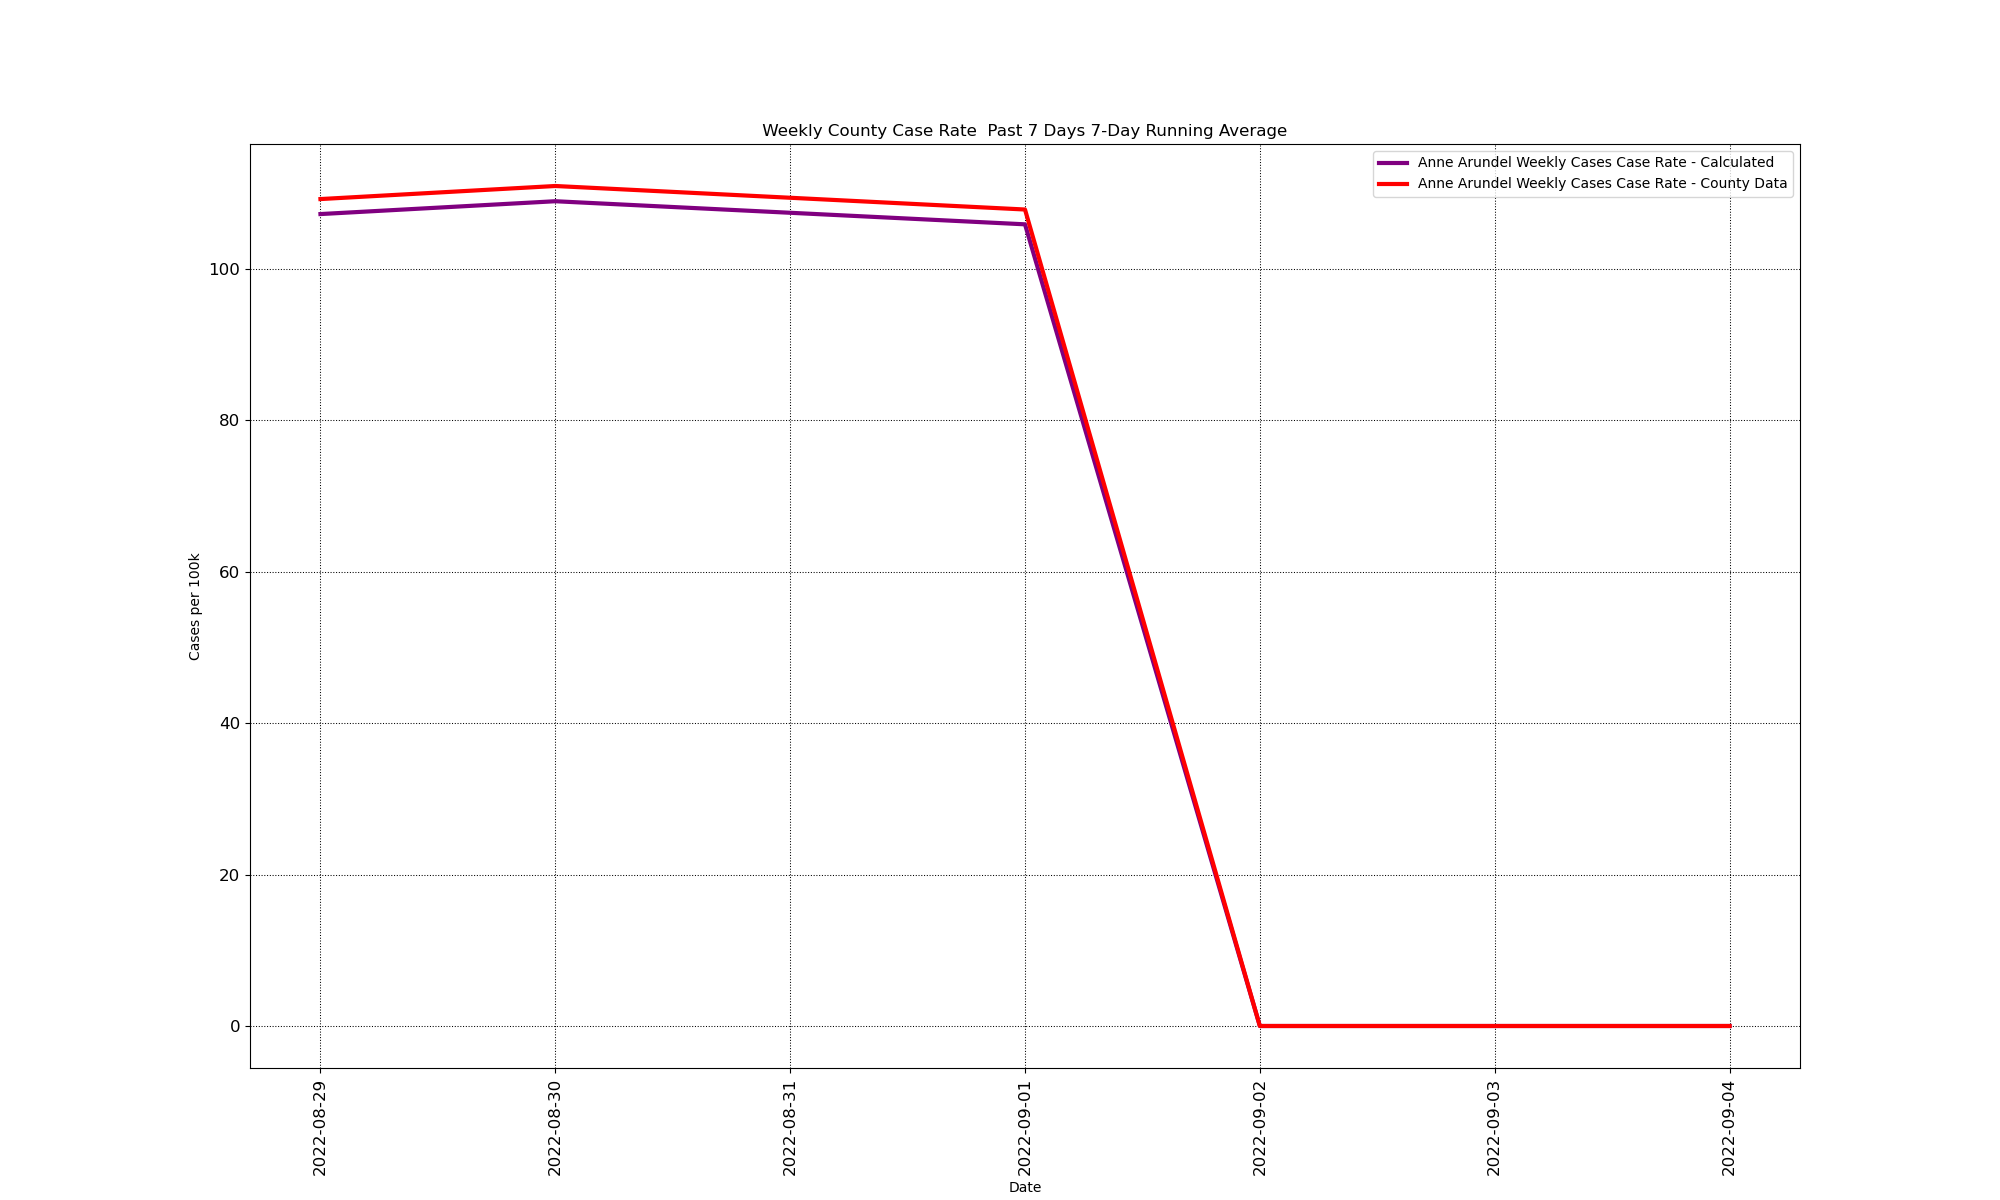 Weekly County Case Rate  Past 7 Days 7-Day Running Average
Anne Arundel Weekly Cases Case Rate - Calculated
Anne Arundel Weekly Cases Case Rate - County Data
100
80
60
40
20
0
Cases per 100k
2022-08-29
2022-08-30
2022-08-31
2022-09-01
2022-09-02
2022-09-03
2022-09-04
Date